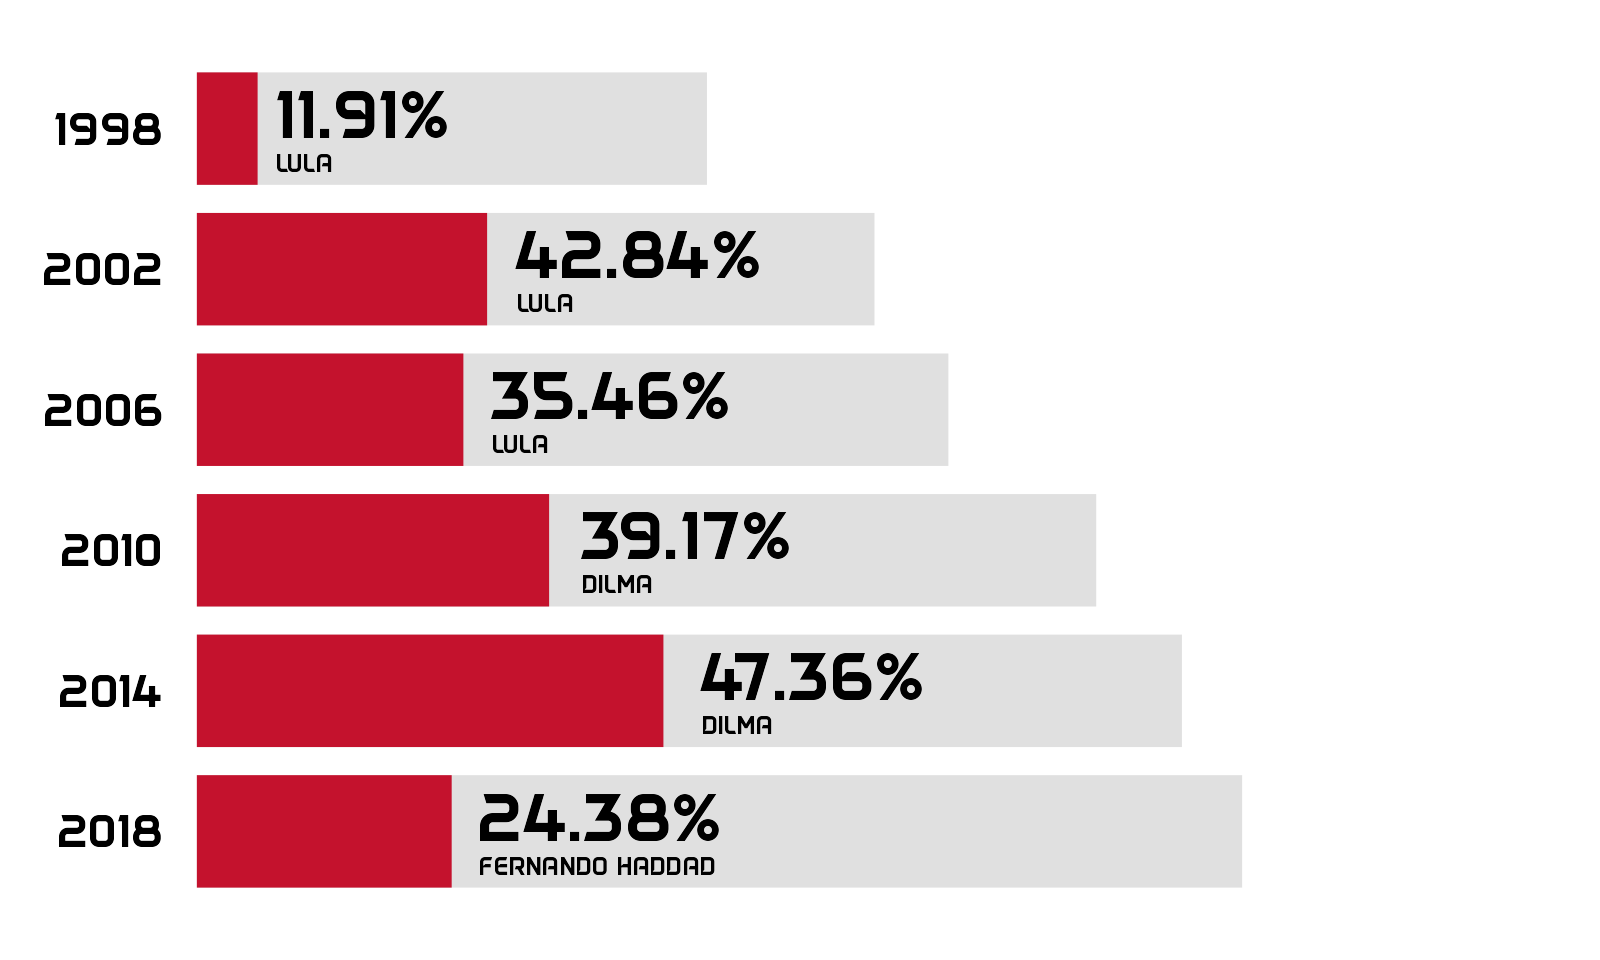 1998
11.91%
LULA
2002
42.84%
LULA
2006
35.46%
LULA
2010
39.17%
DILMA
2014
47.36%
DILMA
2018
24.38%
FERNANDO HADDAD